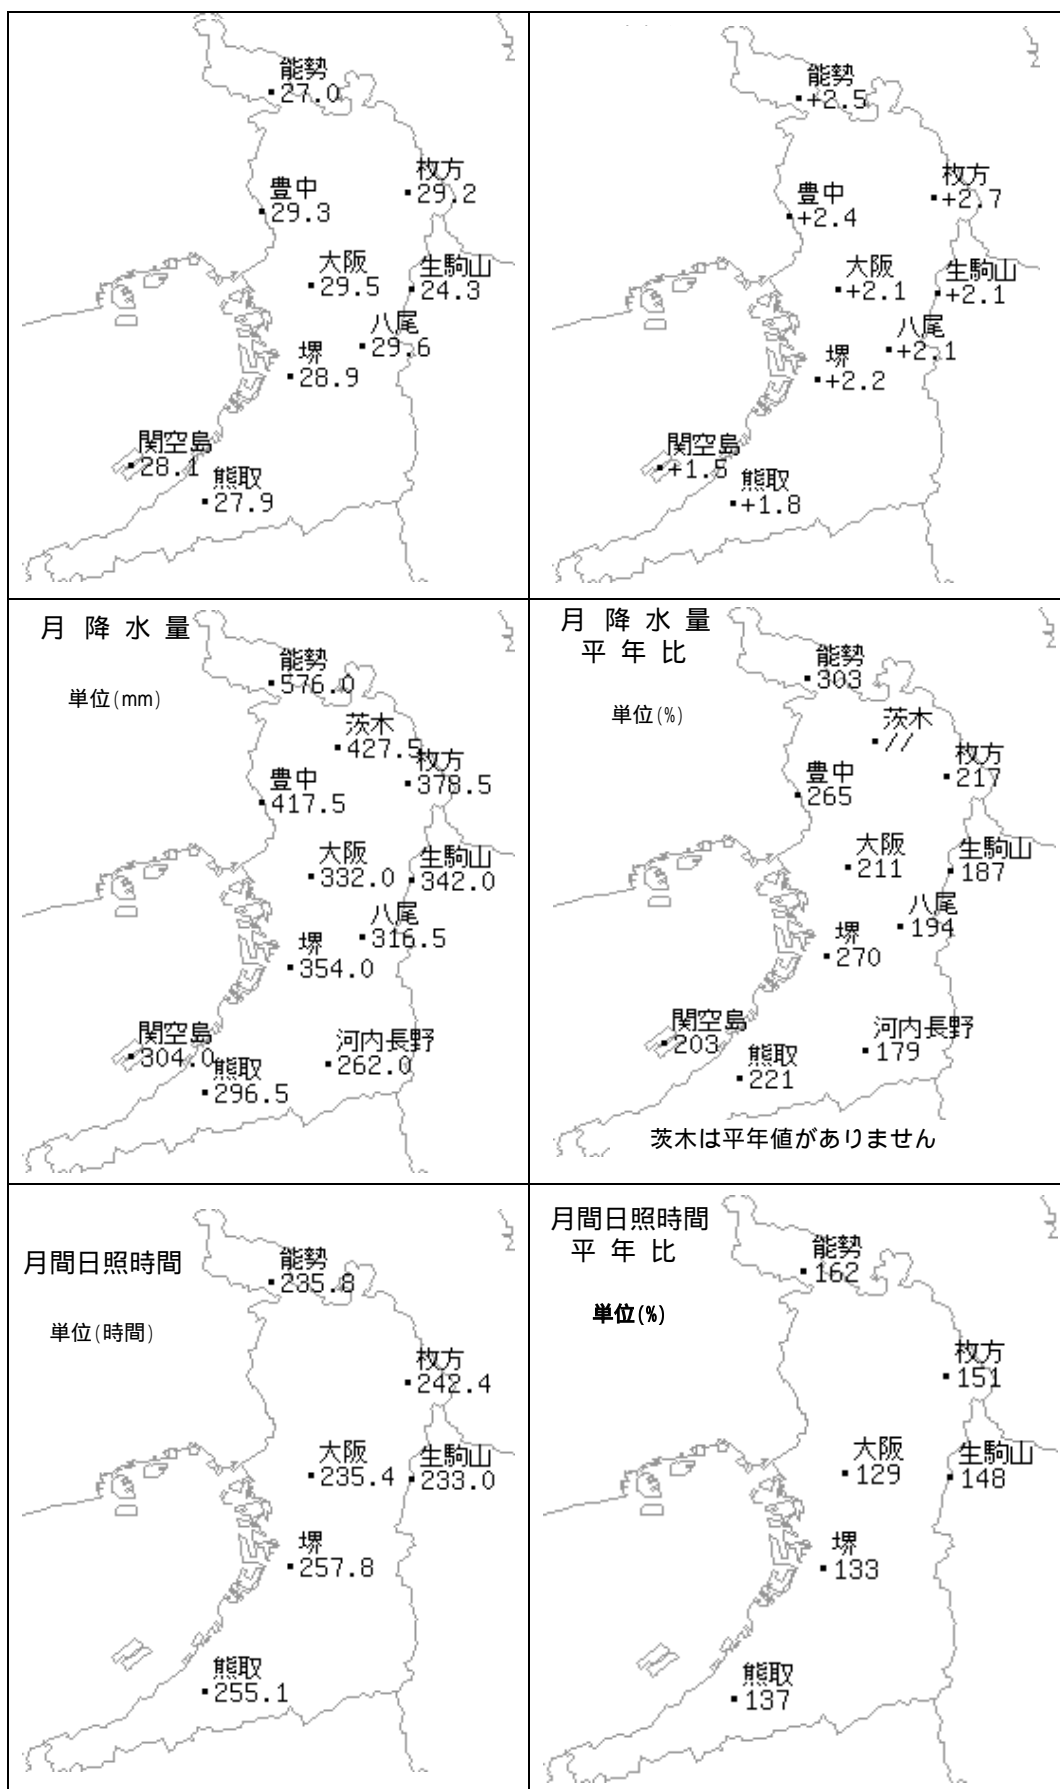 能勢
27.0
枚方
29.2
豊中
29.3
大阪
29.5
生駒山
24.3
八尾
29.6
堺
28.9
関空島
28.1
熊取
27.9
能勢
+2.5
枚方
+2.7
豊中
+2.4
大阪
+2.1
生駒山
+2.1
八尾
+2.1
堺
+2.2
関空島
+1.5
熊取
+1.8
月 降 水 量
単位(mm)
能勢
576.0
茨木
427.5
枚方
378.5
豊中
417.5
大阪
332.0
生駒山
342.0
八尾
316.5
堺
354.0
関空島
304.0
河内長野
262.0
熊取
296.5
月 降 水 量
平 年 比
単位(%)
能勢
303
茨木
//
枚方
217
豊中
265
大阪
211
生駒山
187
八尾
194
堺
270
関空島
203
河内長野
179
熊取
221
茨木は平年値がありません
月間日照時間
単位(時間)
能勢
235.8
枚方
242.4
大阪
235.4
生駒山
233.0
堺
257.8
熊取
255.1
月間日照時間
平 年 比
単位(%)
能勢
162
枚方
151
大阪
129
生駒山
148
堺
133
熊取
137